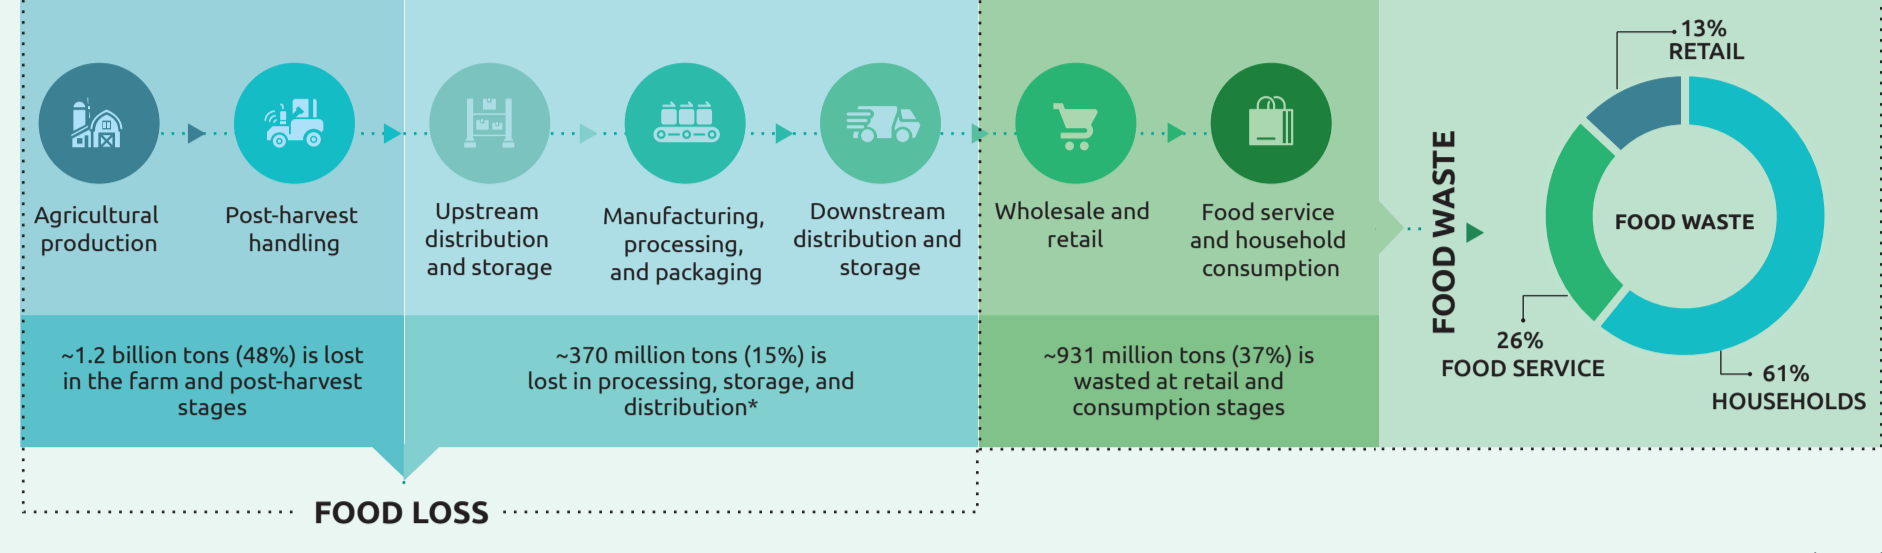 Agricultural
production
Post-harvest
handling
Upstream
distribution
and storage
Manufacturing,
processing,
and packaging
Downstream
distribution and
storage
Wholesale and
retail
Food service
and household
consumption
~1.2 billion tons (48%) is lost
in the farm and post-harvest
stages
~370 million tons (15%) is
lost in processing, storage, and
distribution*
~931 million tons (37%) is
wasted at retail and
consumption stages
FOOD LOSS
FOOD WASTE
13%
RETAIL
FOOD WASTE
26%
FOOD SERVICE
61%
HOUSEHOLDS